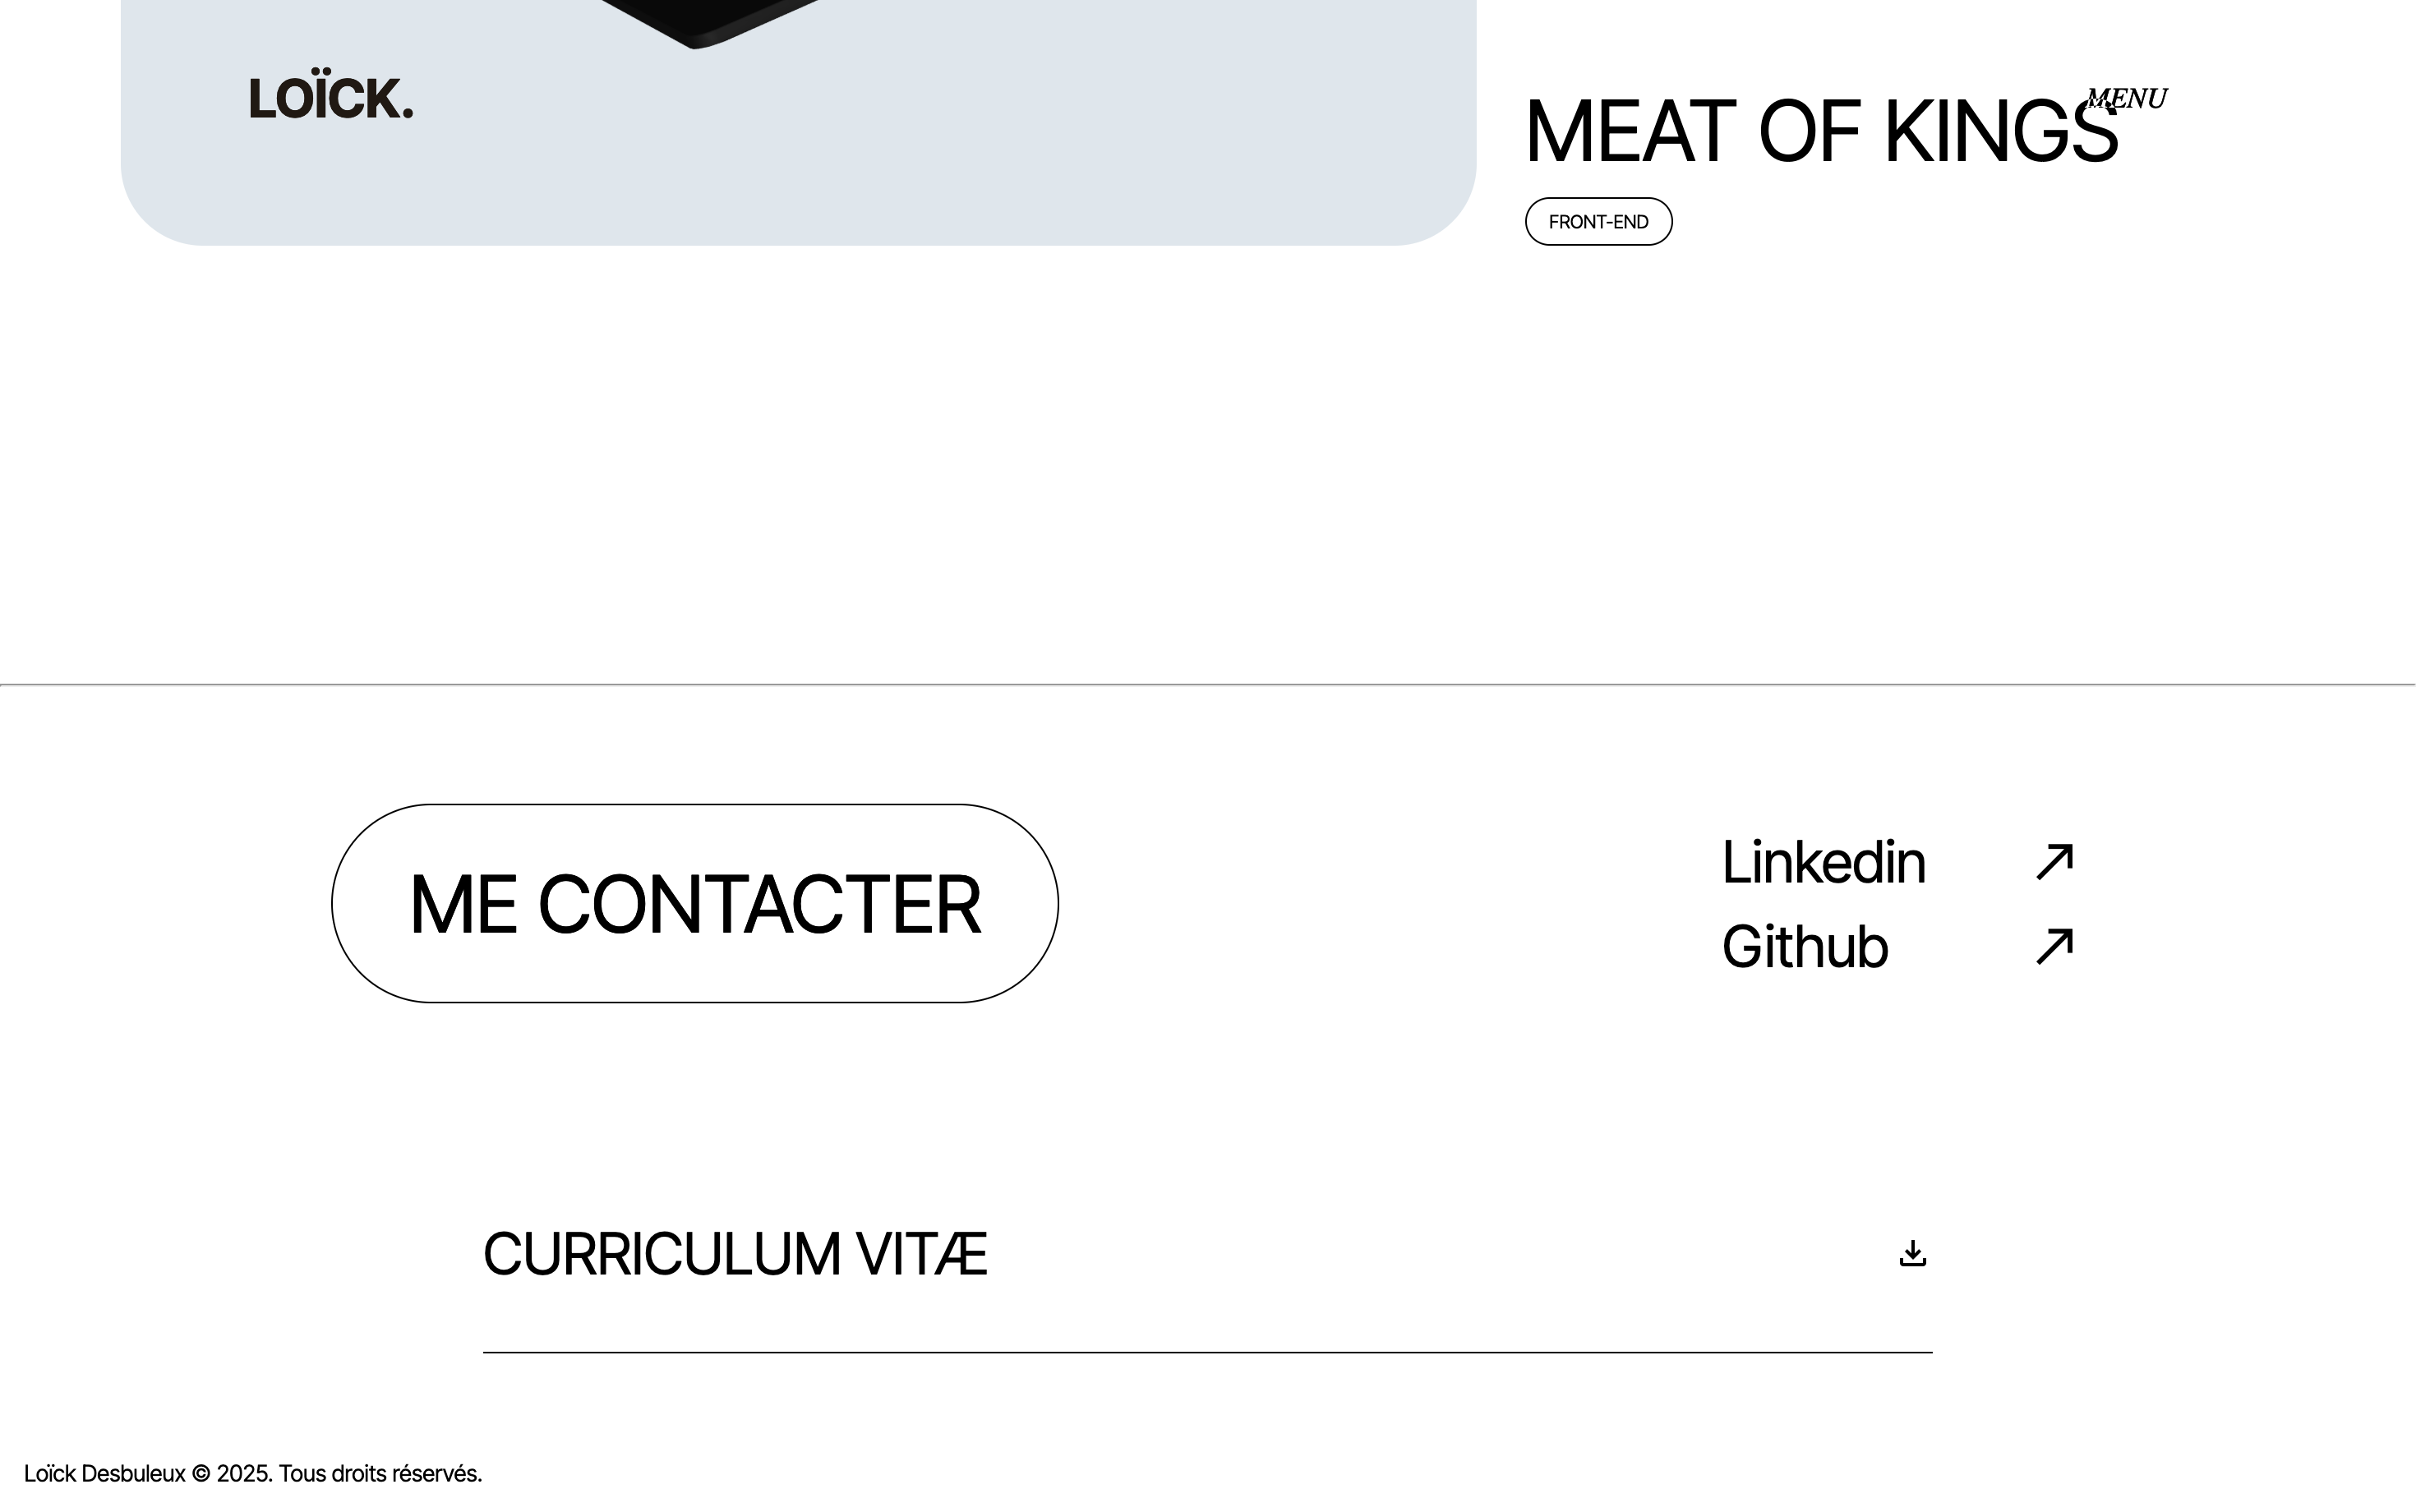 LOÏCK.
MENU
MEAT OF KINGS
FRONT-END
ME CONTACTER
Linkedin
Github
CURRICULUM VITÆ
Loïck Desbuleux © 2025. Tous droits réservés.